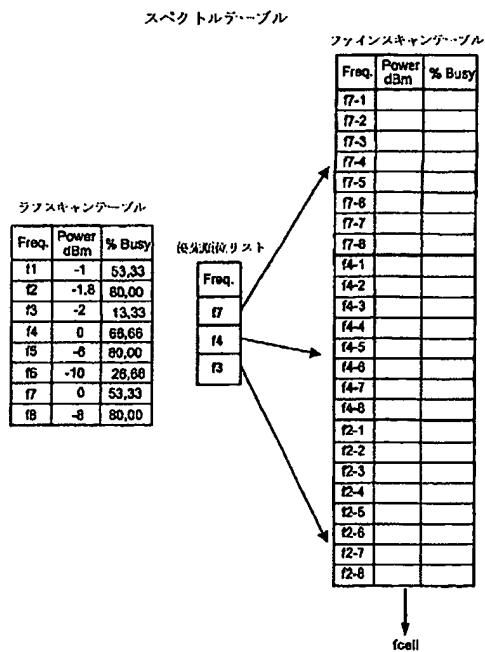 スペクトルテーブル
ファインスキャンテーブル
Freq. Power dBm % Busy
f7-1
f7-2
f7-3
f7-4
f7-5
f7-6
f7-7
f7-8
f4-1
f4-2
f4-3
f4-4
f4-5
f4-6
f4-7
f4-8
f2-1
f2-2
f2-3
f2-4
f2-5
f2-6
f2-7
f2-8
fcell
ラフスキャンテーブル
Freq. Power dBm % Busy
f1 -1 53,33
f2 -1,8 80,00
f3 -2 13,33
f4 0 66,66
f5 -6 80,00
f6 -10 26,66
f7 0 53,33
f8 -8 80,00
優先順位リスト
Freq.
f7
f4
f3